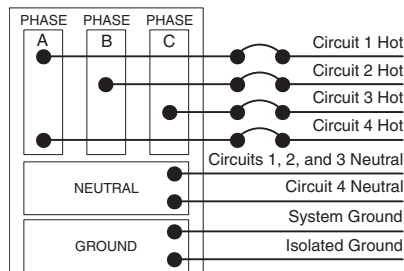 PHASE PHASE PHASE
A B C
Circuit 1 Hot
Circuit 2 Hot
Circuit 3 Hot
Circuit 4 Hot
Circuits 1, 2, and 3 Neutral
NEUTRAL
Circuit 4 Neutral
System Ground
GROUND
Isolated Ground